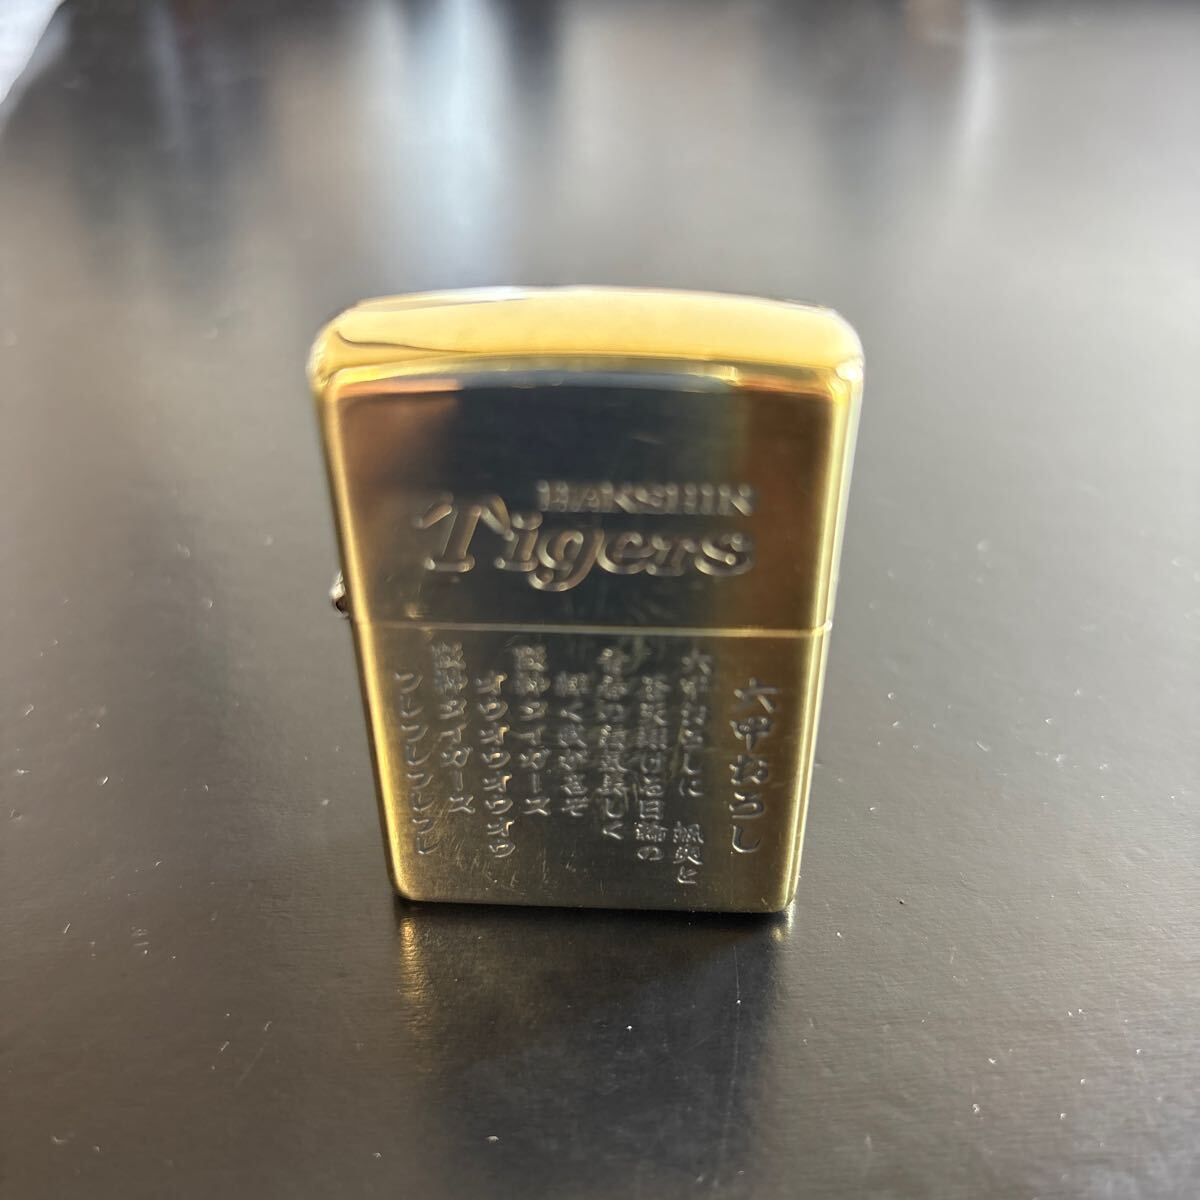 HANSHIN
Tigers
六甲おろし
六甲おろしに 颯爽と
蒼天翔ける日輪の
青春の覇気美しく
輝く我が名ぞ
阪神タイガース
オウオウオウオウ
阪神タイガース
フレフレフレフレ